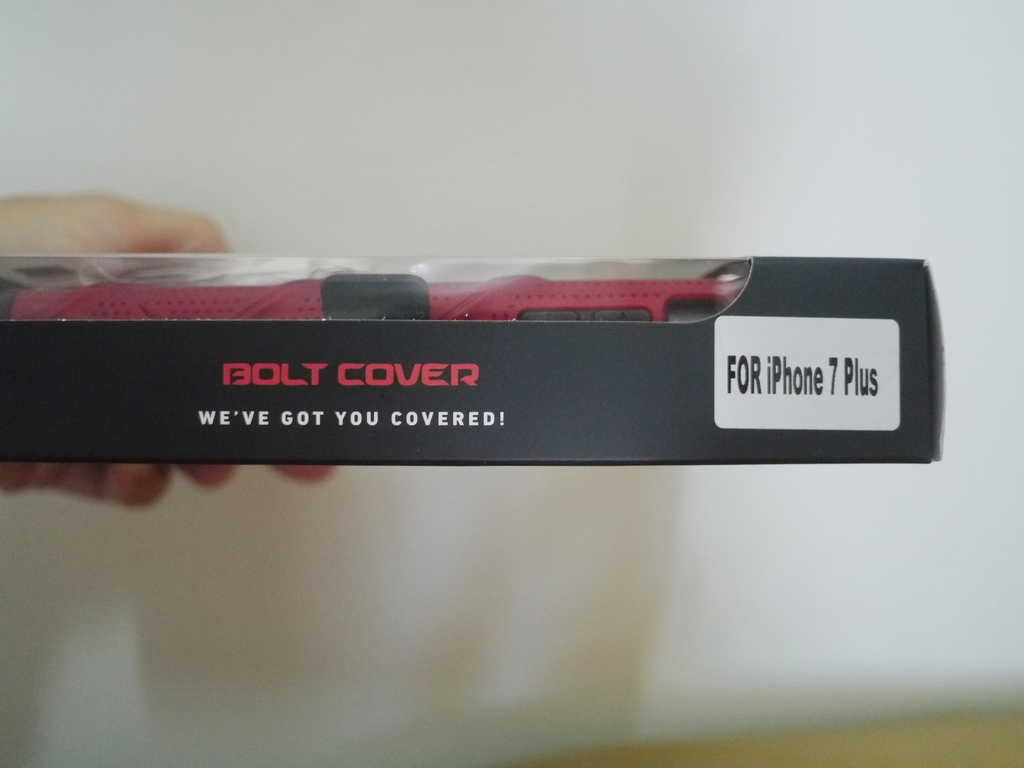 BOLT COVER
WE'VE GOT YOU COVERED!
FOR iPhone 7 Plus